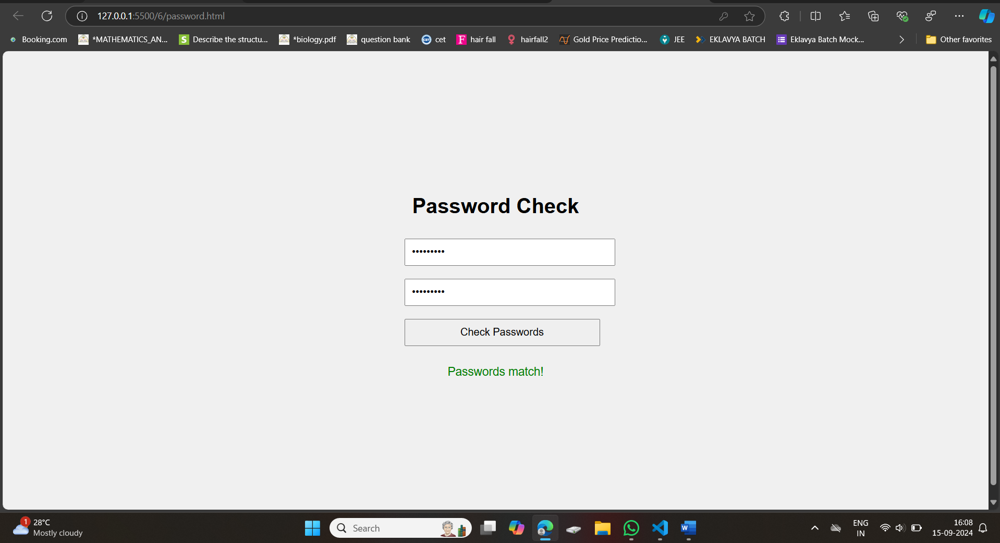 127.0.0.1:5500/6/password.html
Booking.com *MATHEMATICS_AN... S Describe the structu... *biology.pdf question bank CET cet F hair fall hairfall2 Gold Price Predictio... JEE EKLAVYA BATCH Eklavya Batch Mock... Other favorites
Password Check
•••••••••
•••••••••
Check Passwords
Passwords match!
1 28°C
Mostly cloudy
Search
W
ENG
IN
16:08
15-09-2024